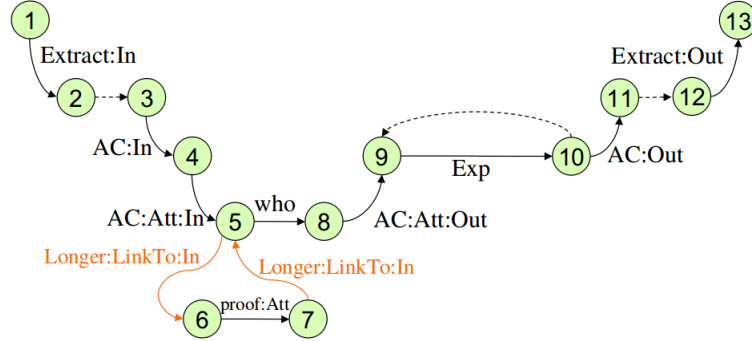 1
13
Extract:In
Extract:Out
2
3
11
12
AC:In
4
9
Exp
10
AC:Out
AC:Att:In
5
who
8
AC:Att:Out
Longer:LinkTo:In
Longer:LinkTo:In
6
proof:Att
7